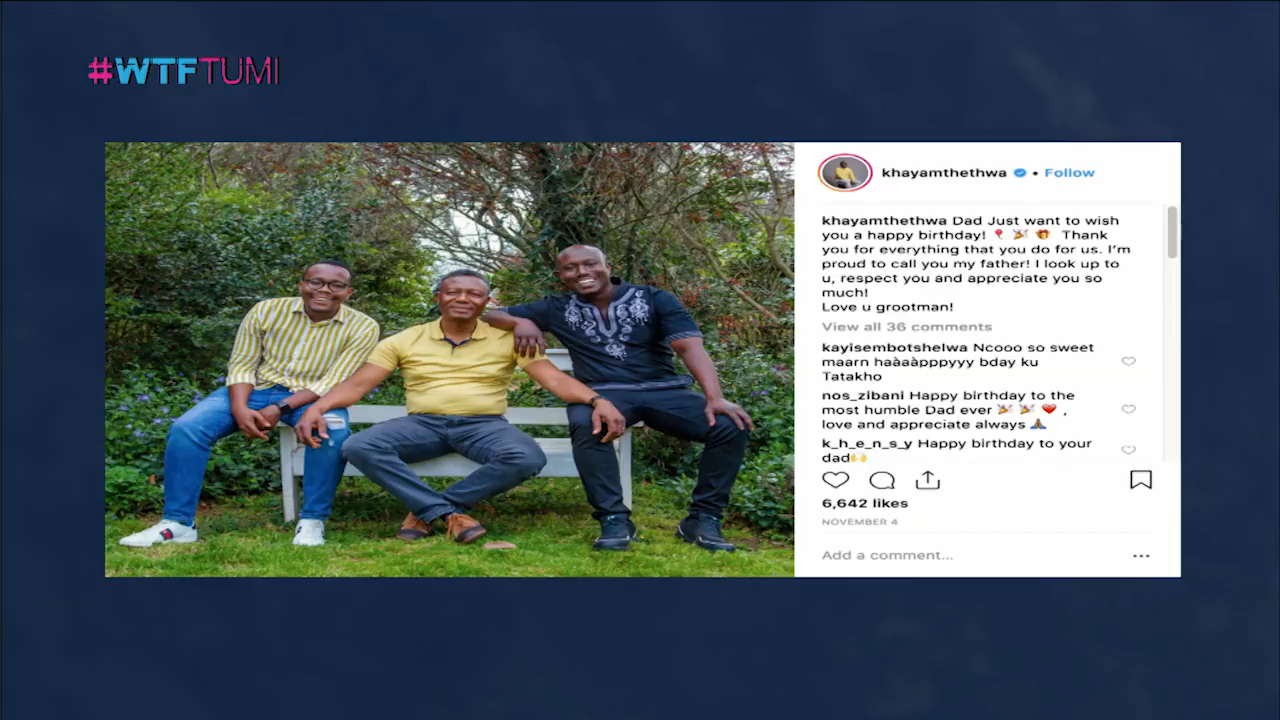 #WTFTUMI
khayamthethwa • Follow
khayamthethwa Dad Just want to wish
you a happy birthday! 🎈 🎉 🎁 Thank
you for everything that you do for us. I'm
proud to call you my father! I look up to
u, respect you and appreciate you so
much!
Love u grootman!
View all 36 comments
kayisembotshelwa Ncooo so sweet
maarn haàaàpppyyy bday ku
Tatakho
nos_zibani Happy birthday to the
most humble Dad ever 🎉 🎉 ❤️ ,
love and appreciate always 🙏🏾
k_h_e_n_s_y Happy birthday to your
dad🙌
6,642 likes
NOVEMBER 4
Add a comment...